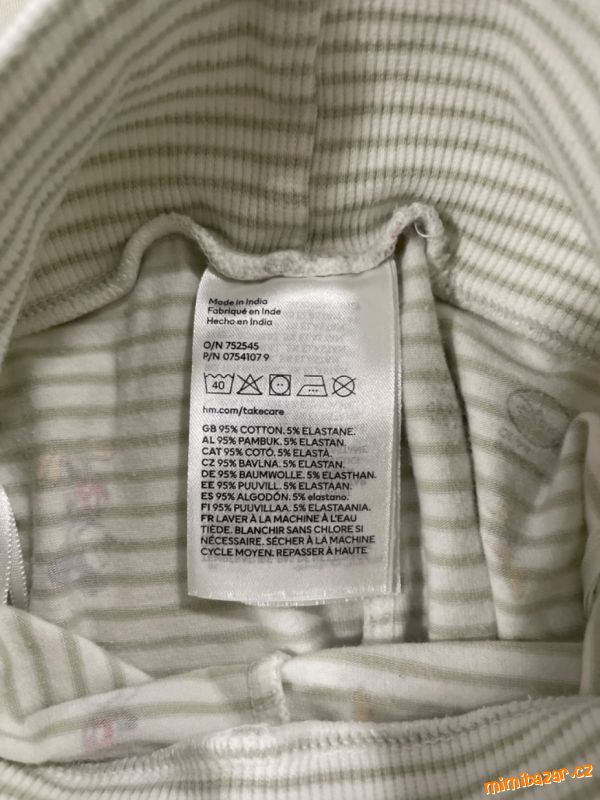 Made in India
Fabriqué en Inde
Hecho en India
O/N 752545
P/N 0754107 9
40
hm.com/takecare
GB 95% COTTON. 5% ELASTANE.
AL 95% PAMBUK. 5% ELASTAN.
CAT 95% COTÓ. 5% ELASTÀ.
CZ 95% BAVLNA. 5% ELASTAN.
DE 95% BAUMWOLLE. 5% ELASTHAN.
EE 95% PUUVILL. 5% ELASTAAN.
ES 95% ALGODÓN. 5% elastano.
FI 95% PUUVILLAA. 5% ELASTAANIA.
FR LAVER À LA MACHINE À L'EAU
TIÈDE. BLANCHIR SANS CHLORE SI
NÉCESSAIRE. SÉCHER À LA MACHINE
CYCLE MOYEN. REPASSER À HAUTE
mimibazar.cz